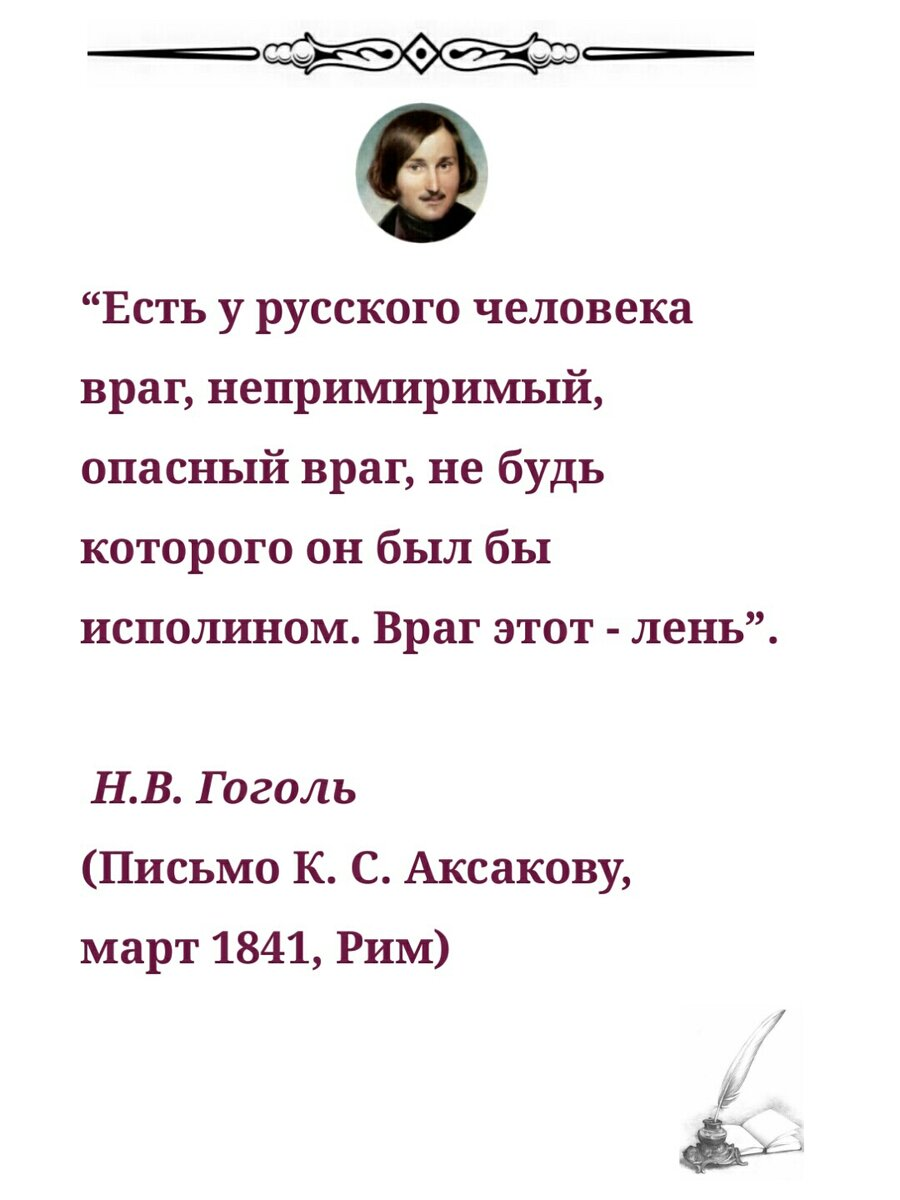 “Есть у русского человека
враг, непримиримый,
опасный враг, не будь
которого он был бы
исполином. Враг этот - лень”.
Н.В. Гоголь
(Письмо К. С. Аксакову,
март 1841, Рим)